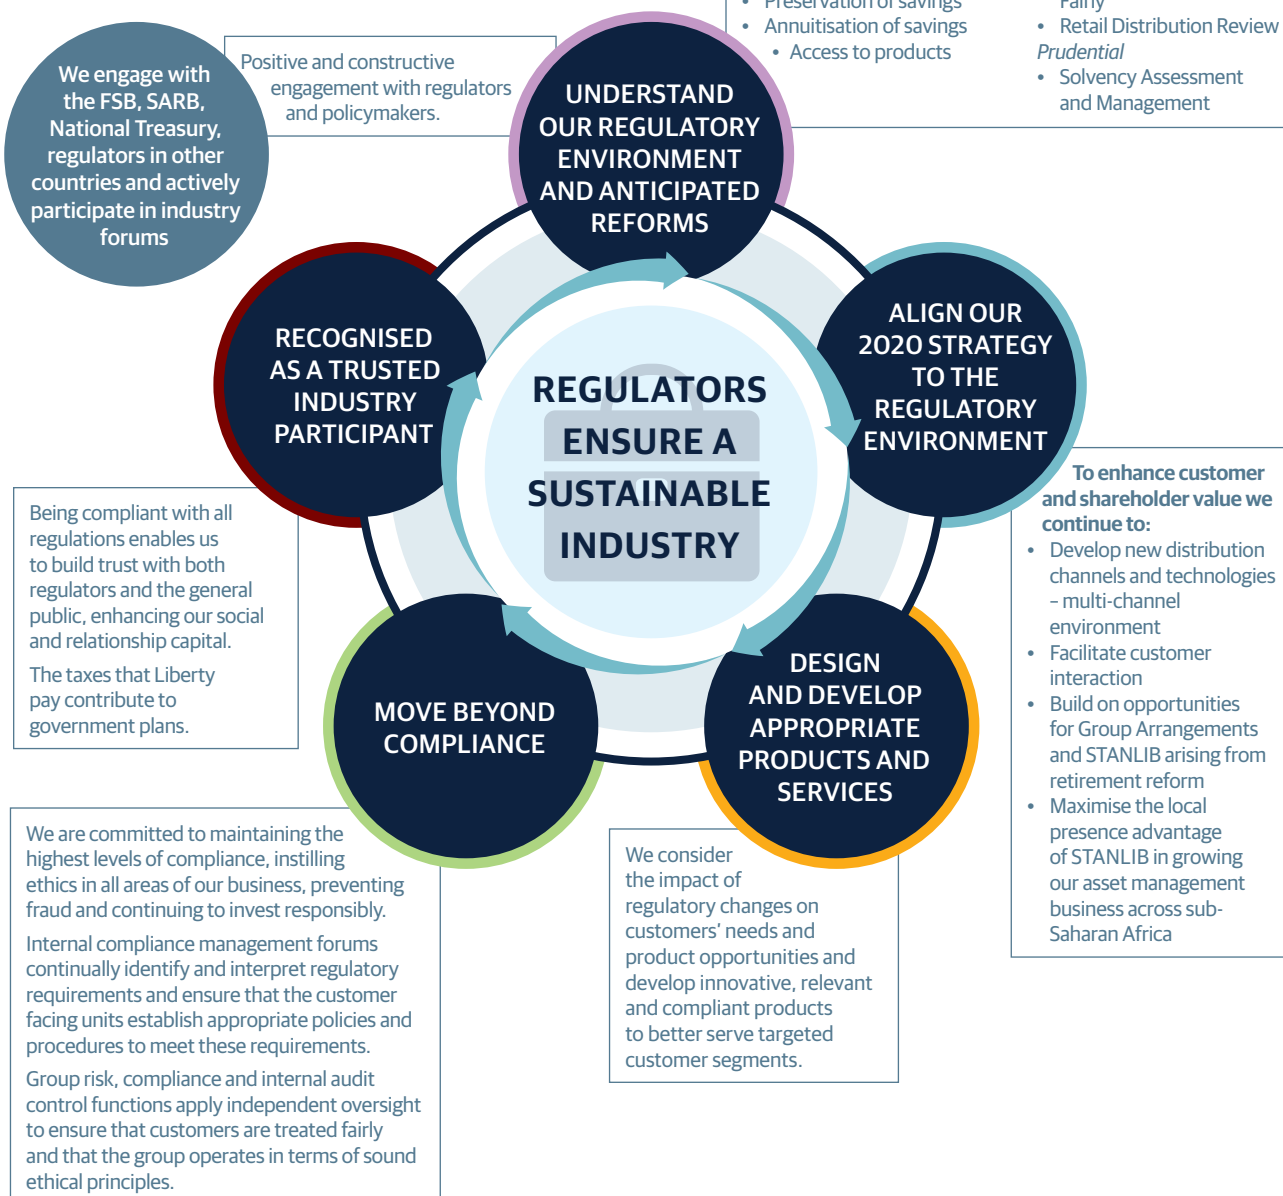 Preservation of savings
• Annuitisation of savings
• Access to products
Fairly
• Retail Distribution Review
Prudential
• Solvency Assessment
and Management
We engage with
the FSB, SARB,
National Treasury,
regulators in other
countries and actively
participate in industry
forums
Positive and constructive
engagement with regulators
and policymakers.
UNDERSTAND
OUR REGULATORY
ENVIRONMENT
AND ANTICIPATED
REFORMS
ALIGN OUR
2020 STRATEGY
TO THE
REGULATORY
ENVIRONMENT
RECOGNISED
AS A TRUSTED
INDUSTRY
PARTICIPANT
REGULATORS
ENSURE A
SUSTAINABLE
INDUSTRY
To enhance customer
and shareholder value we
continue to:
• Develop new distribution
channels and technologies
– multi-channel
environment
• Facilitate customer
interaction
• Build on opportunities
for Group Arrangements
and STANLIB arising from
retirement reform
• Maximise the local
presence advantage
of STANLIB in growing
our asset management
business across sub-
Saharan Africa
Being compliant with all
regulations enables us
to build trust with both
regulators and the general
public, enhancing our social
and relationship capital.
The taxes that Liberty
pay contribute to
government plans.
MOVE BEYOND
COMPLIANCE
DESIGN
AND DEVELOP
APPROPRIATE
PRODUCTS AND
SERVICES
We are committed to maintaining the
highest levels of compliance, instilling
ethics in all areas of our business, preventing
fraud and continuing to invest responsibly.
Internal compliance management forums
continually identify and interpret regulatory
requirements and ensure that the customer
facing units establish appropriate policies and
procedures to meet these requirements.
Group risk, compliance and internal audit
control functions apply independent oversight
to ensure that customers are treated fairly
and that the group operates in terms of sound
ethical principles.
We consider
the impact of
regulatory changes on
customers' needs and
product opportunities and
develop innovative, relevant
and compliant products
to better serve targeted
customer segments.